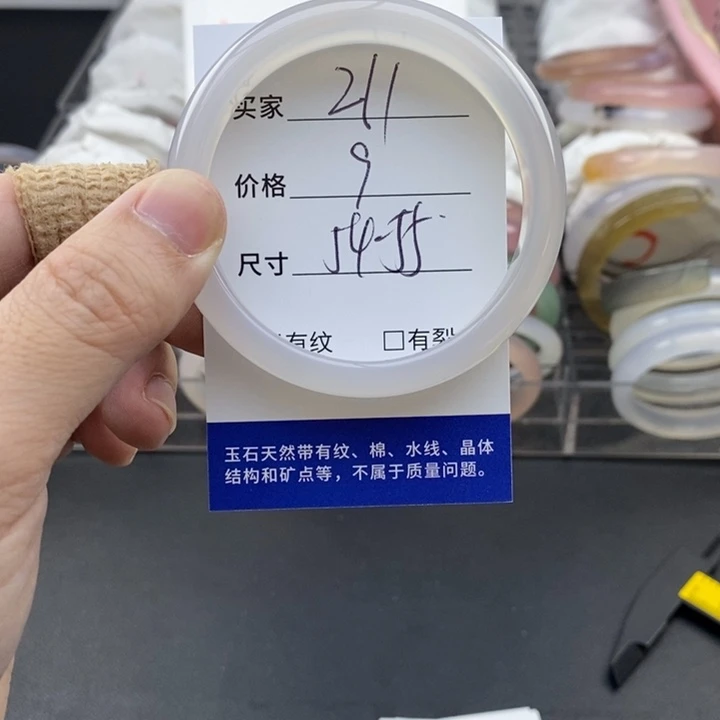 买家 211
价格 9
尺寸 54-55
有纹 □有裂
玉石天然带有纹、棉、水线、晶体
结构和矿点等，不属于质量问题。